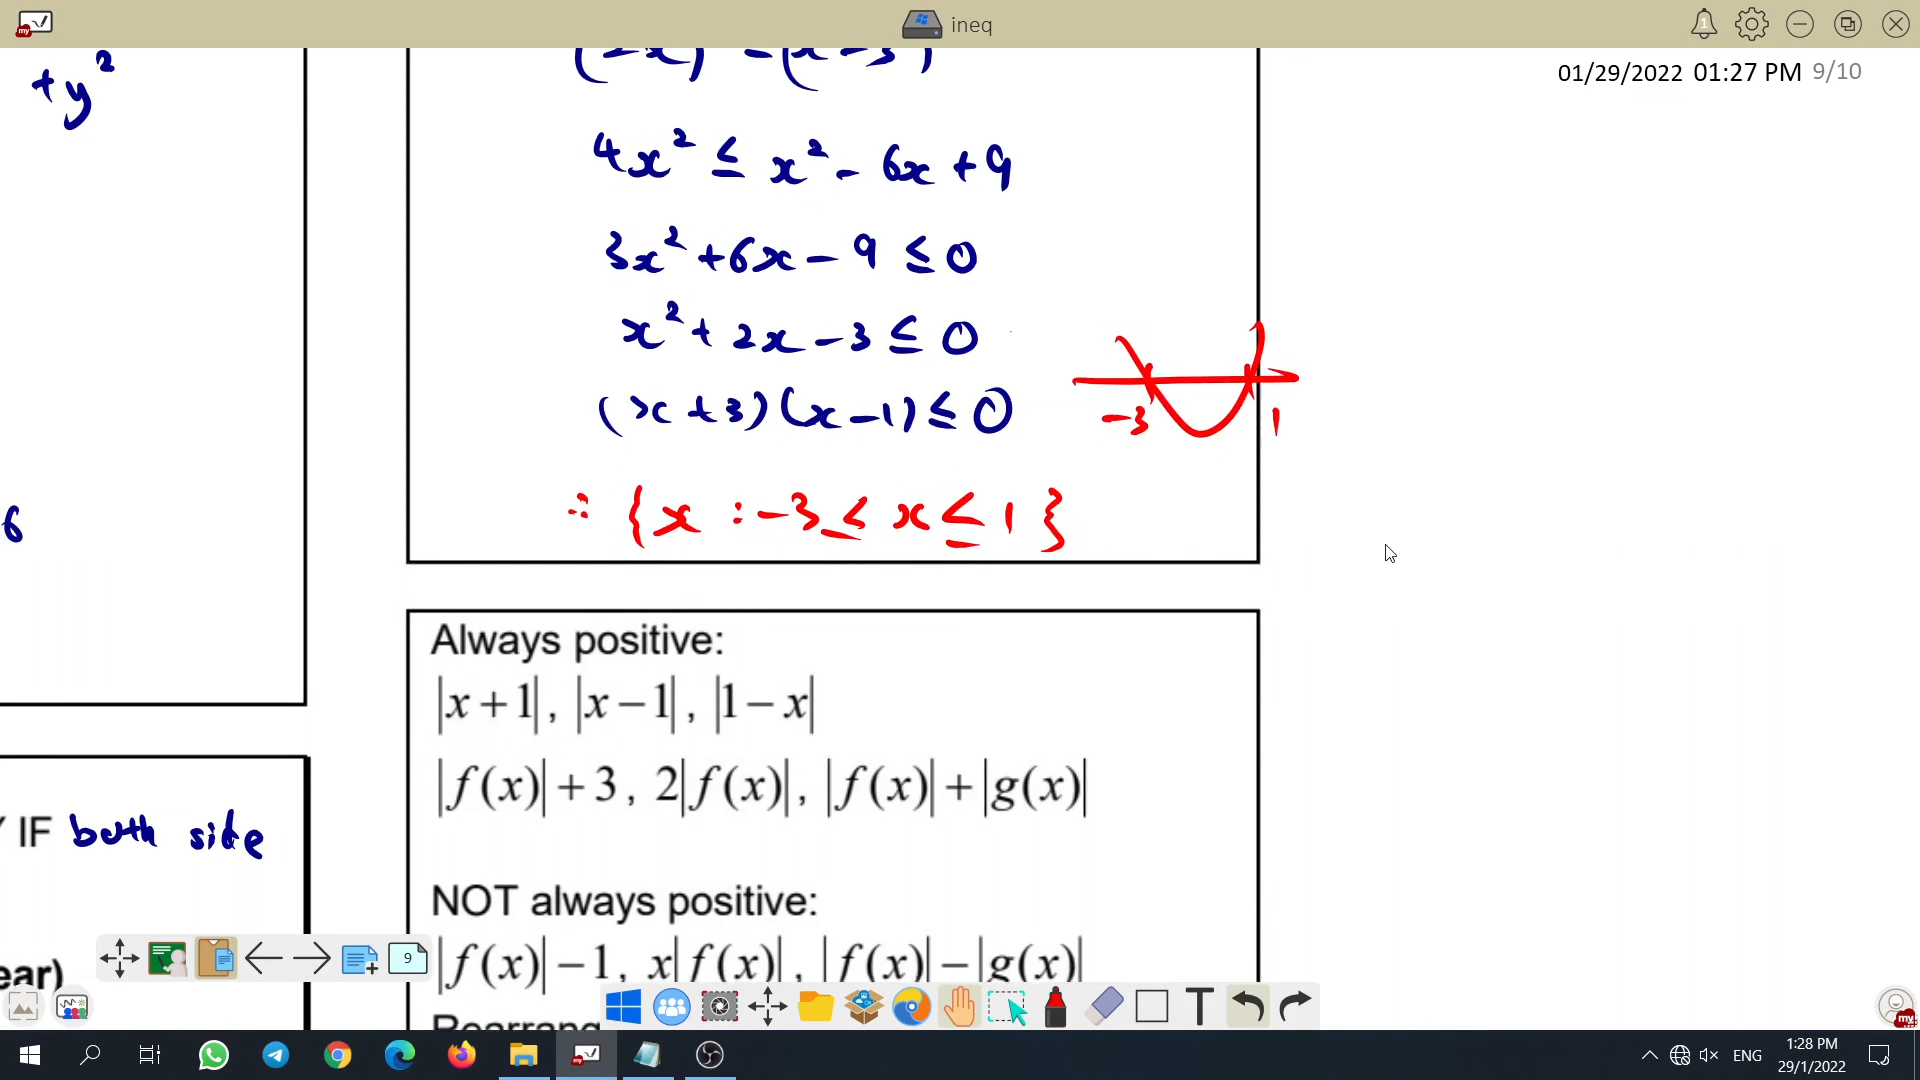 ineq
01/29/2022 01:27 PM 9/10
+y²
4x² ≤ x² - 6x + 9
3x² + 6x - 9 ≤ 0
x² + 2x - 3 ≤ 0
(x + 3)(x - 1) ≤ 0
-3 1
∴ {x : -3 ≤ x ≤ 1}
6
Always positive:
|x + 1|, |x - 1|, |1 - x|
|f(x)| + 3, 2|f(x)|, |f(x)| + |g(x)|
IF both side
NOT always positive:
|f(x)| - 1, x|f(x)|, |f(x)| - |g(x)|
ear)
9
ENG
1:28 PM
29/1/2022